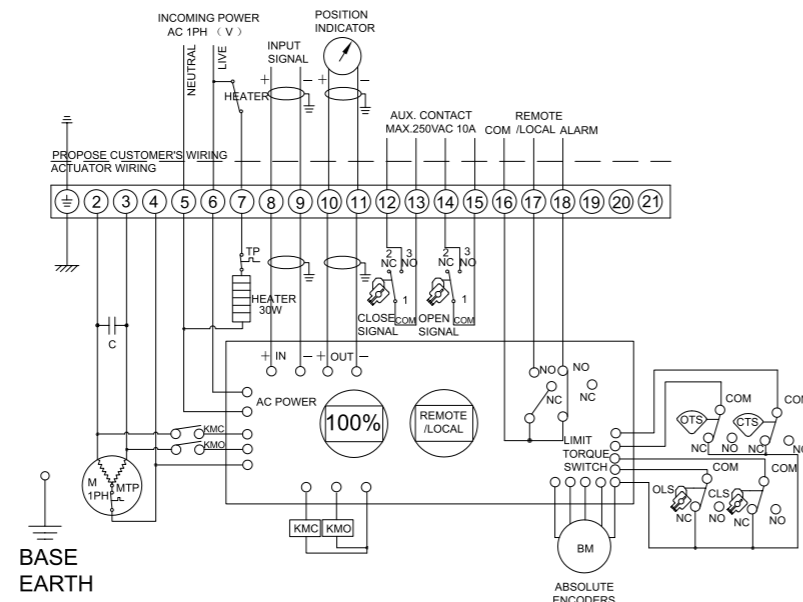 INCOMING POWER
AC 1PH （ V ）
NEUTRAL
LIVE
HEATER
INPUT
SIGNAL
+ −
POSITION
INDICATOR
+ −
AUX. CONTACT
MAX.250VAC 10A
COM
REMOTE
/LOCAL
ALARM
PROPOSE CUSTOMER'S WIRING
ACTUATOR WIRING
2 3 4 5 6 7 8 9 10 11 12 13 14 15 16 17 18 19 20 21
TP
HEATER
30W
C
2 3
NC NO
1
CLOSE
SIGNAL
COM
2 3
NC NO
1
OPEN
SIGNAL
COM
+ IN −
+ OUT −
AC POWER
100%
REMOTE
/LOCAL
NO
NC
NO
NC
KMC
KMO
M
1PH
MTP
LIMIT
TORQUE
SWITCH
OTS
COM
NC NO
CTS
COM
NC NO
OLS
COM
NC NO
CLS
COM
NC NO
KMC
KMO
BM
ABSOLUTE
ENCODERS
BASE
EARTH